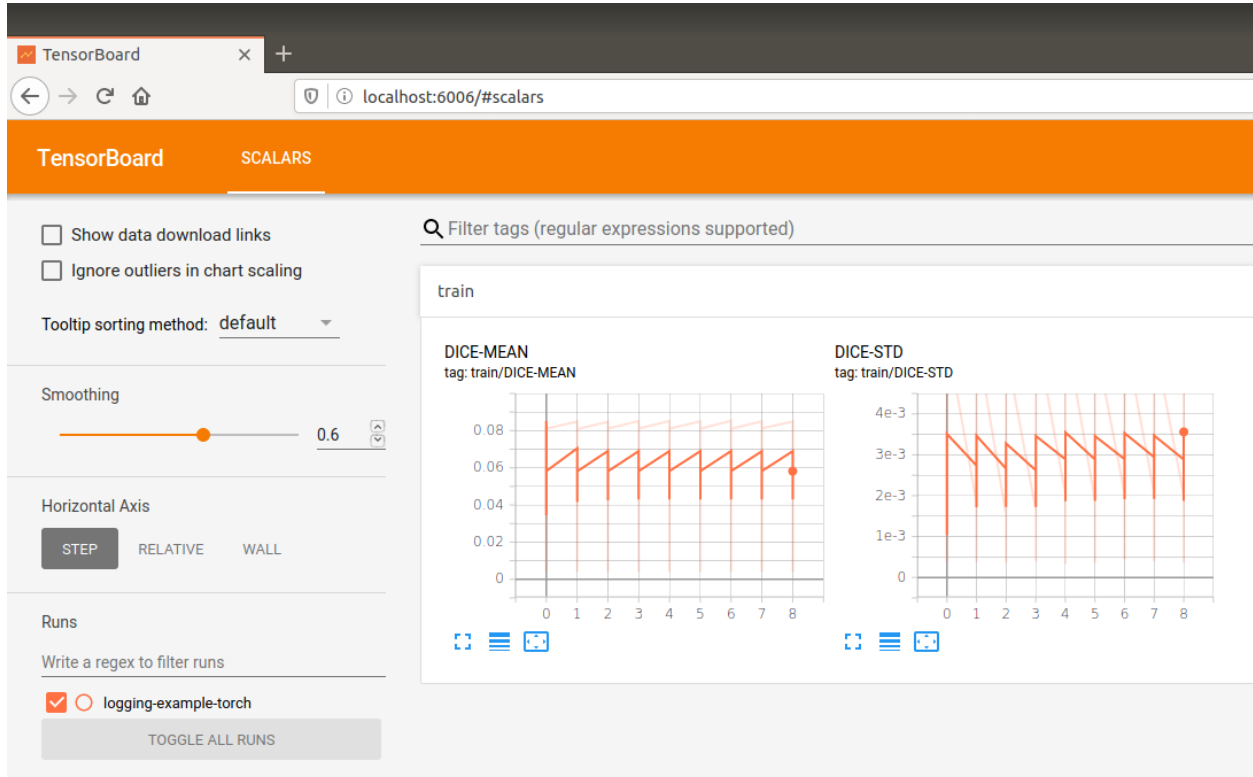 TensorBoard
localhost:6006/#scalars
TensorBoard
SCALARS
Show data download links
Ignore outliers in chart scaling
Tooltip sorting method: default
Smoothing
0.6
Horizontal Axis
STEP RELATIVE WALL
Runs
Write a regex to filter runs
logging-example-torch
TOGGLE ALL RUNS
Filter tags (regular expressions supported)
train
DICE-MEAN
tag: train/DICE-MEAN
0.08
0.06
0.04
0.02
0
0 1 2 3 4 5 6 7 8
DICE-STD
tag: train/DICE-STD
4e-3
3e-3
2e-3
1e-3
0
0 1 2 3 4 5 6 7 8